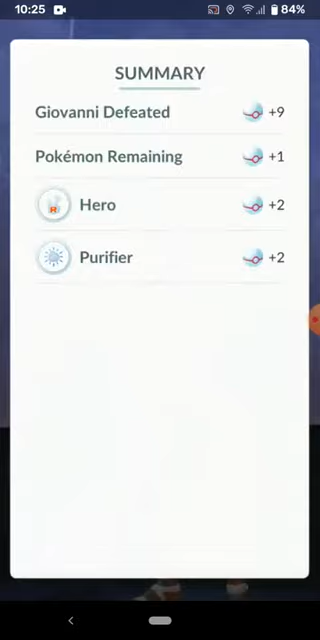 10:25
84%
SUMMARY
Giovanni Defeated +9
Pokémon Remaining +1
Hero +2
Purifier +2